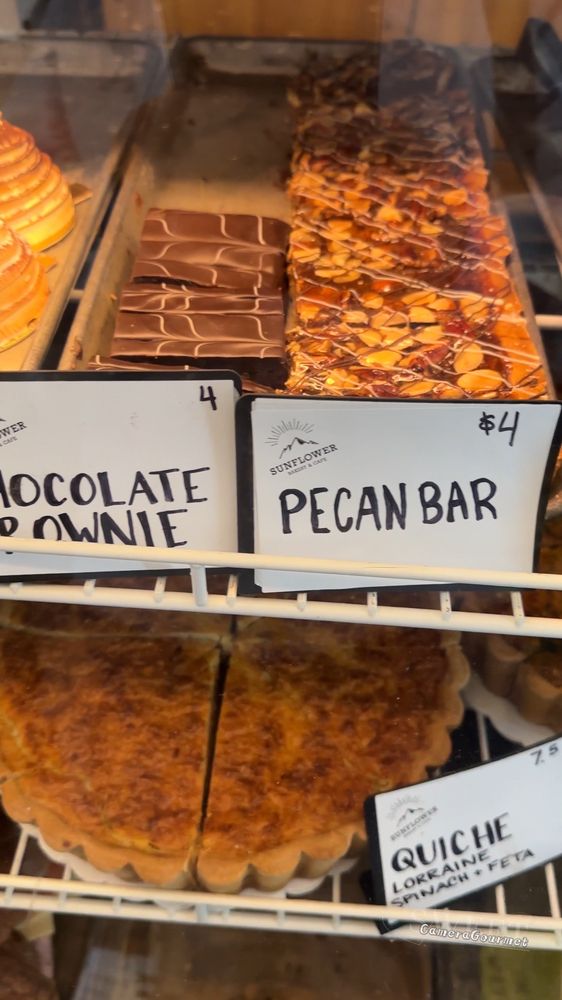 4
HOCOLATE
ROWNIE
$4
SUNFLOWER
BAKERY & CAFE
PECAN BAR
7.5
SUNFLOWER
QUICHE
LORRAINE
SPINACH + FETA
CameraGourmet